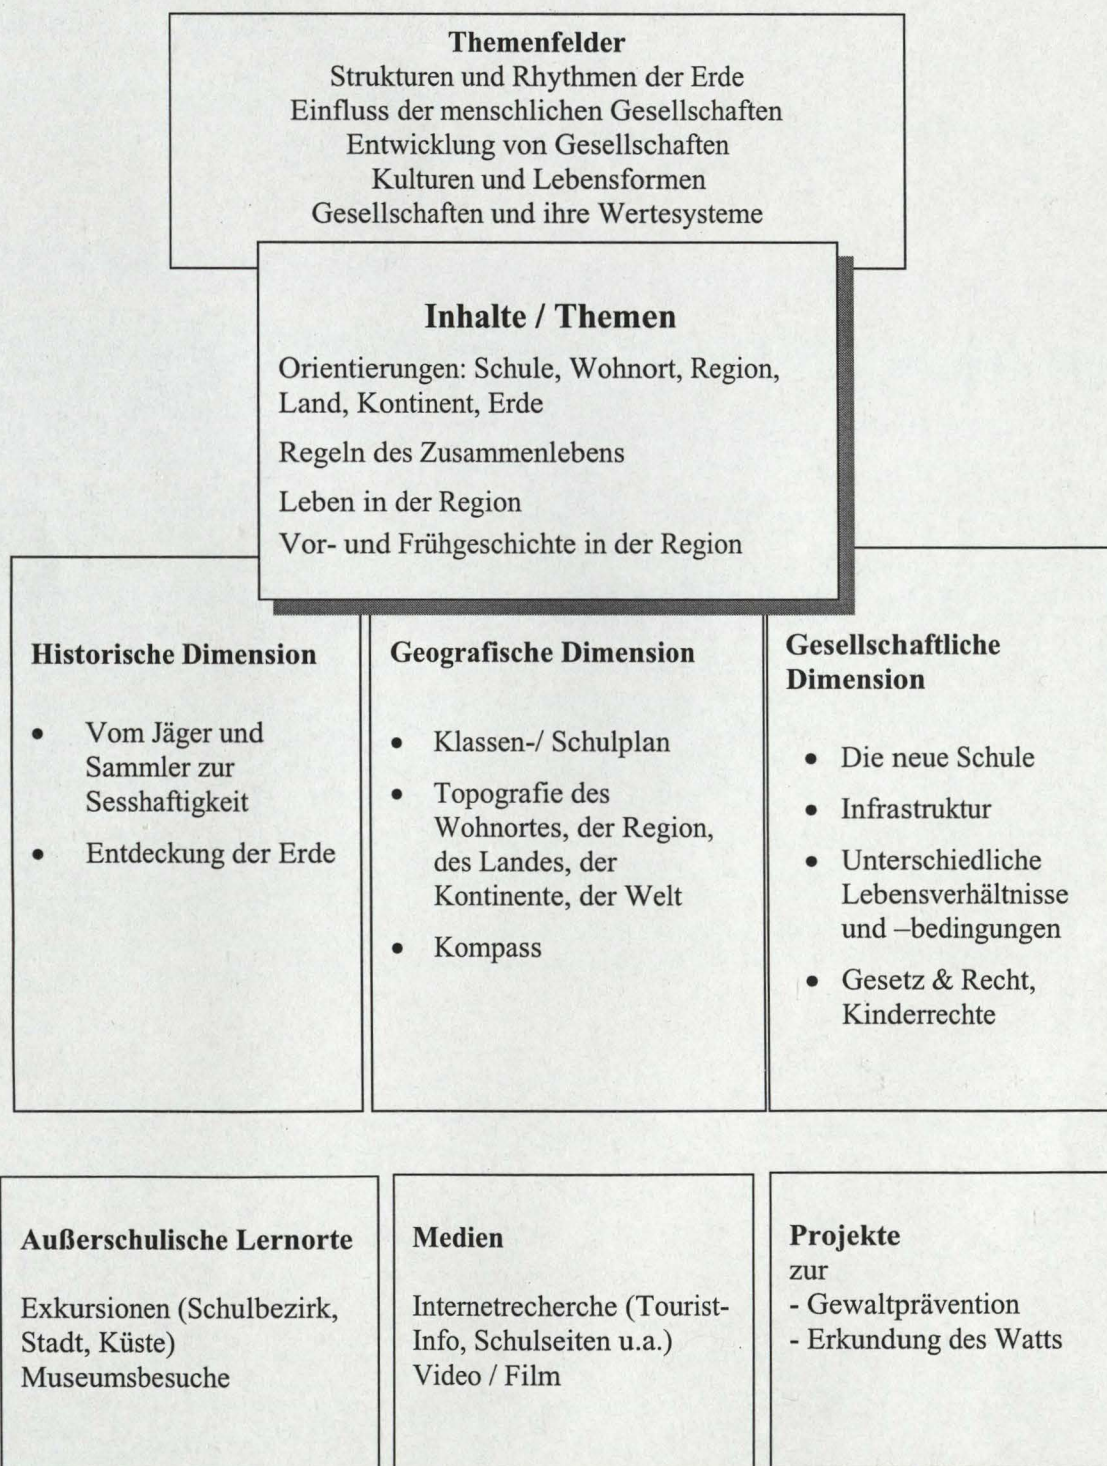 Themenfelder
Strukturen und Rhythmen der Erde
Einfluss der menschlichen Gesellschaften
Entwicklung von Gesellschaften
Kulturen und Lebensformen
Gesellschaften und ihre Wertesysteme
Inhalte / Themen
Orientierungen: Schule, Wohnort, Region,
Land, Kontinent, Erde
Regeln des Zusammenlebens
Leben in der Region
Vor- und Frühgeschichte in der Region
Historische Dimension
• Vom Jäger und
Sammler zur
Sesshaftigkeit
• Entdeckung der Erde
Geografische Dimension
• Klassen-/ Schulplan
• Topografie des
Wohnortes, der Region,
des Landes, der
Kontinente, der Welt
• Kompass
Gesellschaftliche
Dimension
• Die neue Schule
• Infrastruktur
• Unterschiedliche
Lebensverhältnisse
und –bedingungen
• Gesetz & Recht,
Kinderrechte
Außerschulische Lernorte
Exkursionen (Schulbezirk,
Stadt, Küste)
Museumsbesuche
Medien
Internetrecherche (Tourist-
Info, Schulseiten u.a.)
Video / Film
Projekte
zur
- Gewaltprävention
- Erkundung des Watts